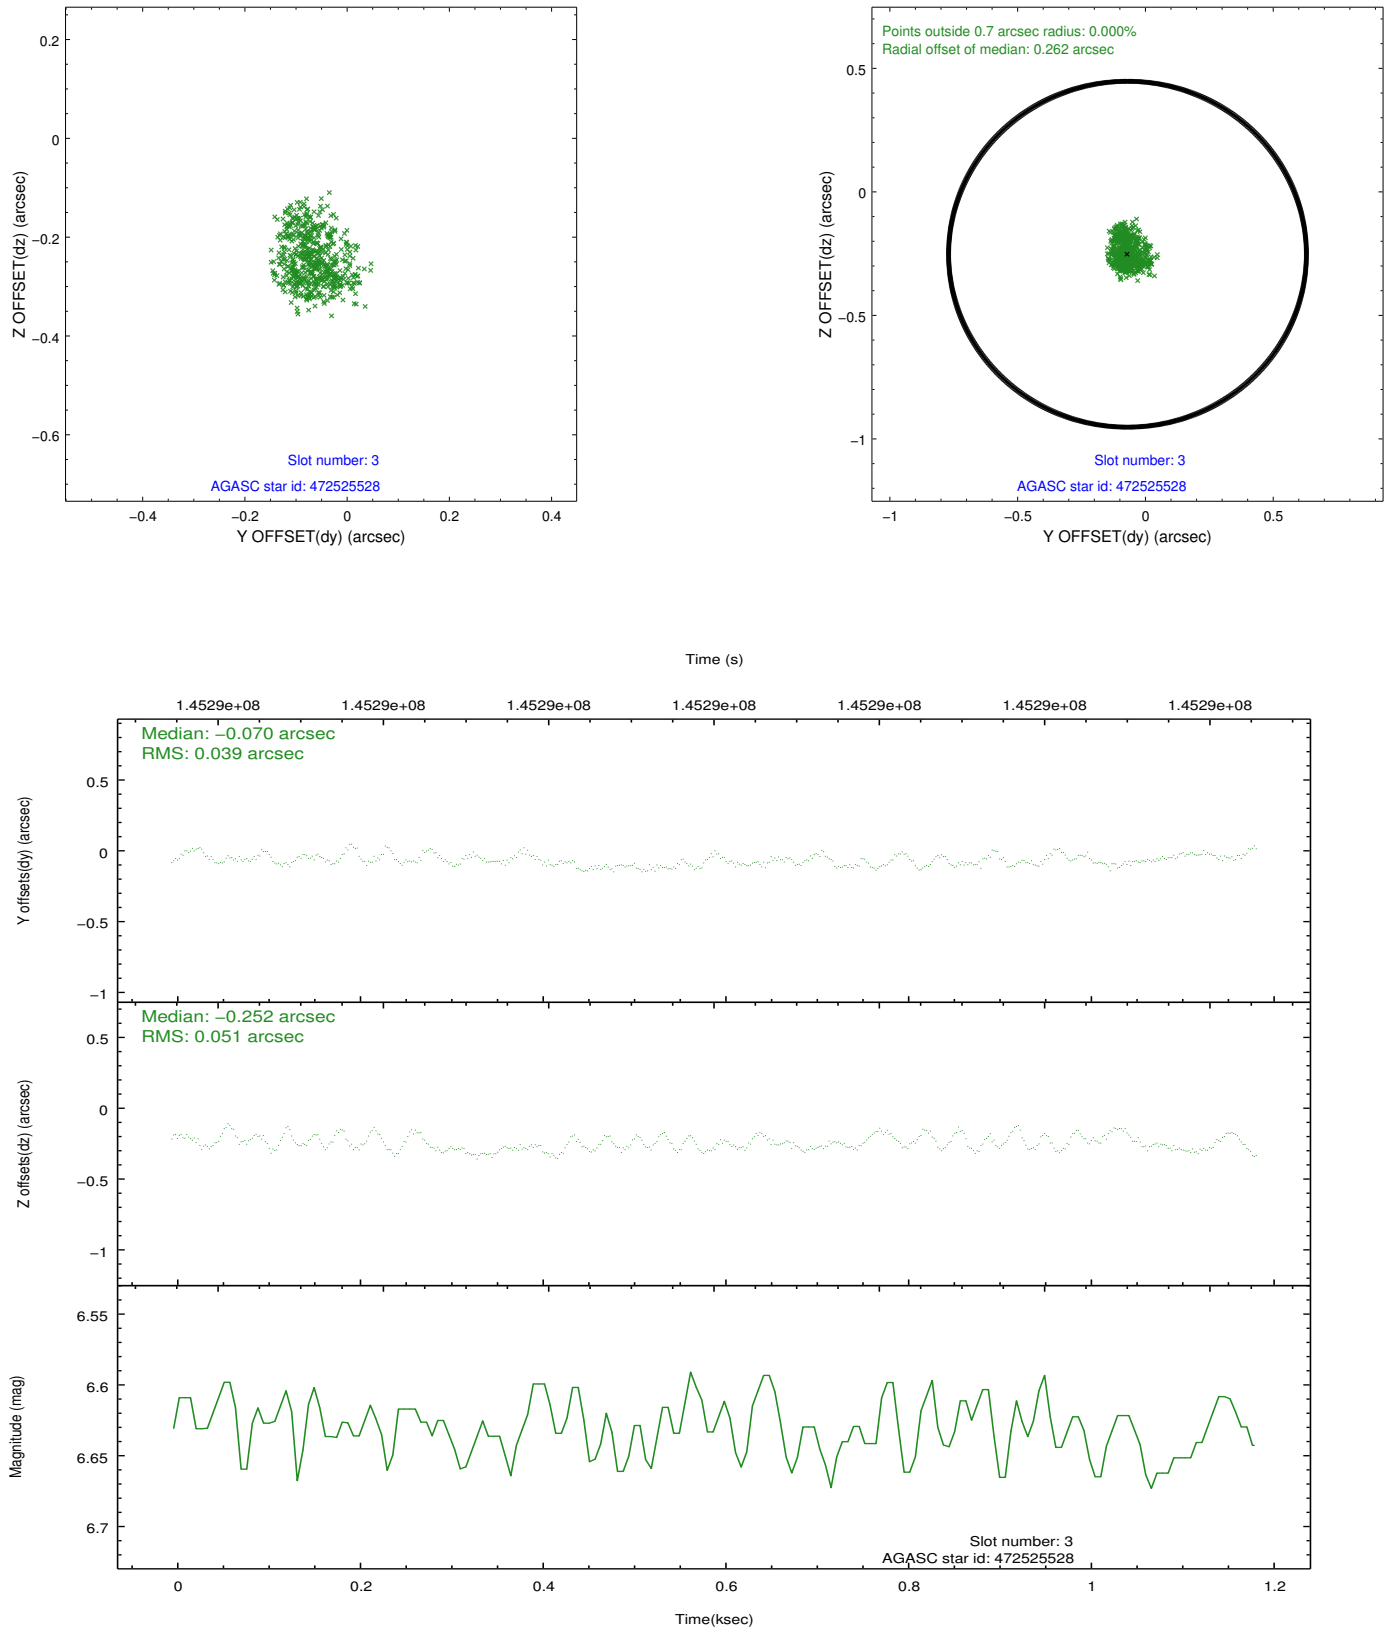 0.2
0
−0.2
−0.4
−0.6
Z OFFSET(dz) (arcsec)
Slot number: 3
AGASC star id: 472525528
−0.4
−0.2
0
0.2
0.4
Y OFFSET(dy) (arcsec)
Points outside 0.7 arcsec radius: 0.000%
Radial offset of median: 0.262 arcsec
0.5
0
−0.5
−1
Z OFFSET(dz) (arcsec)
Slot number: 3
AGASC star id: 472525528
−1
−0.5
0
0.5
Y OFFSET(dy) (arcsec)
Time (s)
1.4529e+08
1.4529e+08
1.4529e+08
1.4529e+08
1.4529e+08
1.4529e+08
1.4529e+08
Median: −0.070 arcsec
RMS: 0.039 arcsec
0.5
0
−0.5
−1
Y offsets(dy) (arcsec)
Median: −0.252 arcsec
RMS: 0.051 arcsec
0.5
0
−0.5
−1
Z offsets(dz) (arcsec)
6.55
6.6
6.65
6.7
Magnitude (mag)
Slot number: 3
AGASC star id: 472525528
0
0.2
0.4
0.6
0.8
1
1.2
Time(ksec)